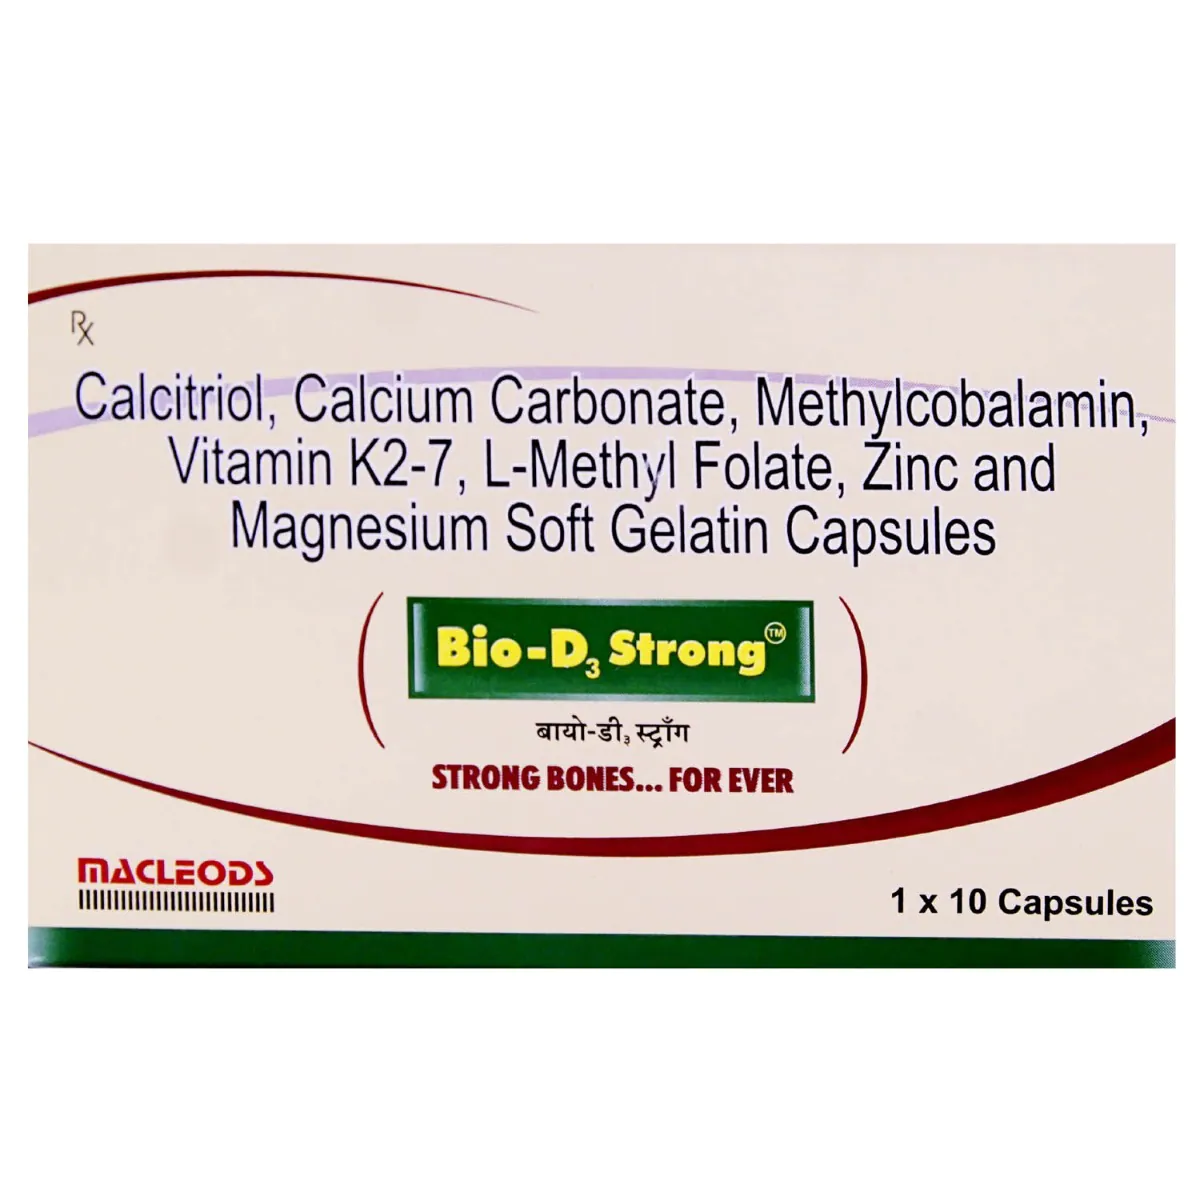 Rx
Calcitriol, Calcium Carbonate, Methylcobalamin,
Vitamin K2-7, L-Methyl Folate, Zinc and
Magnesium Soft Gelatin Capsules
Bio-D3 Strong™
बायो-डी3 स्ट्राँग
STRONG BONES... FOR EVER
MACLEODS
1 x 10 Capsules